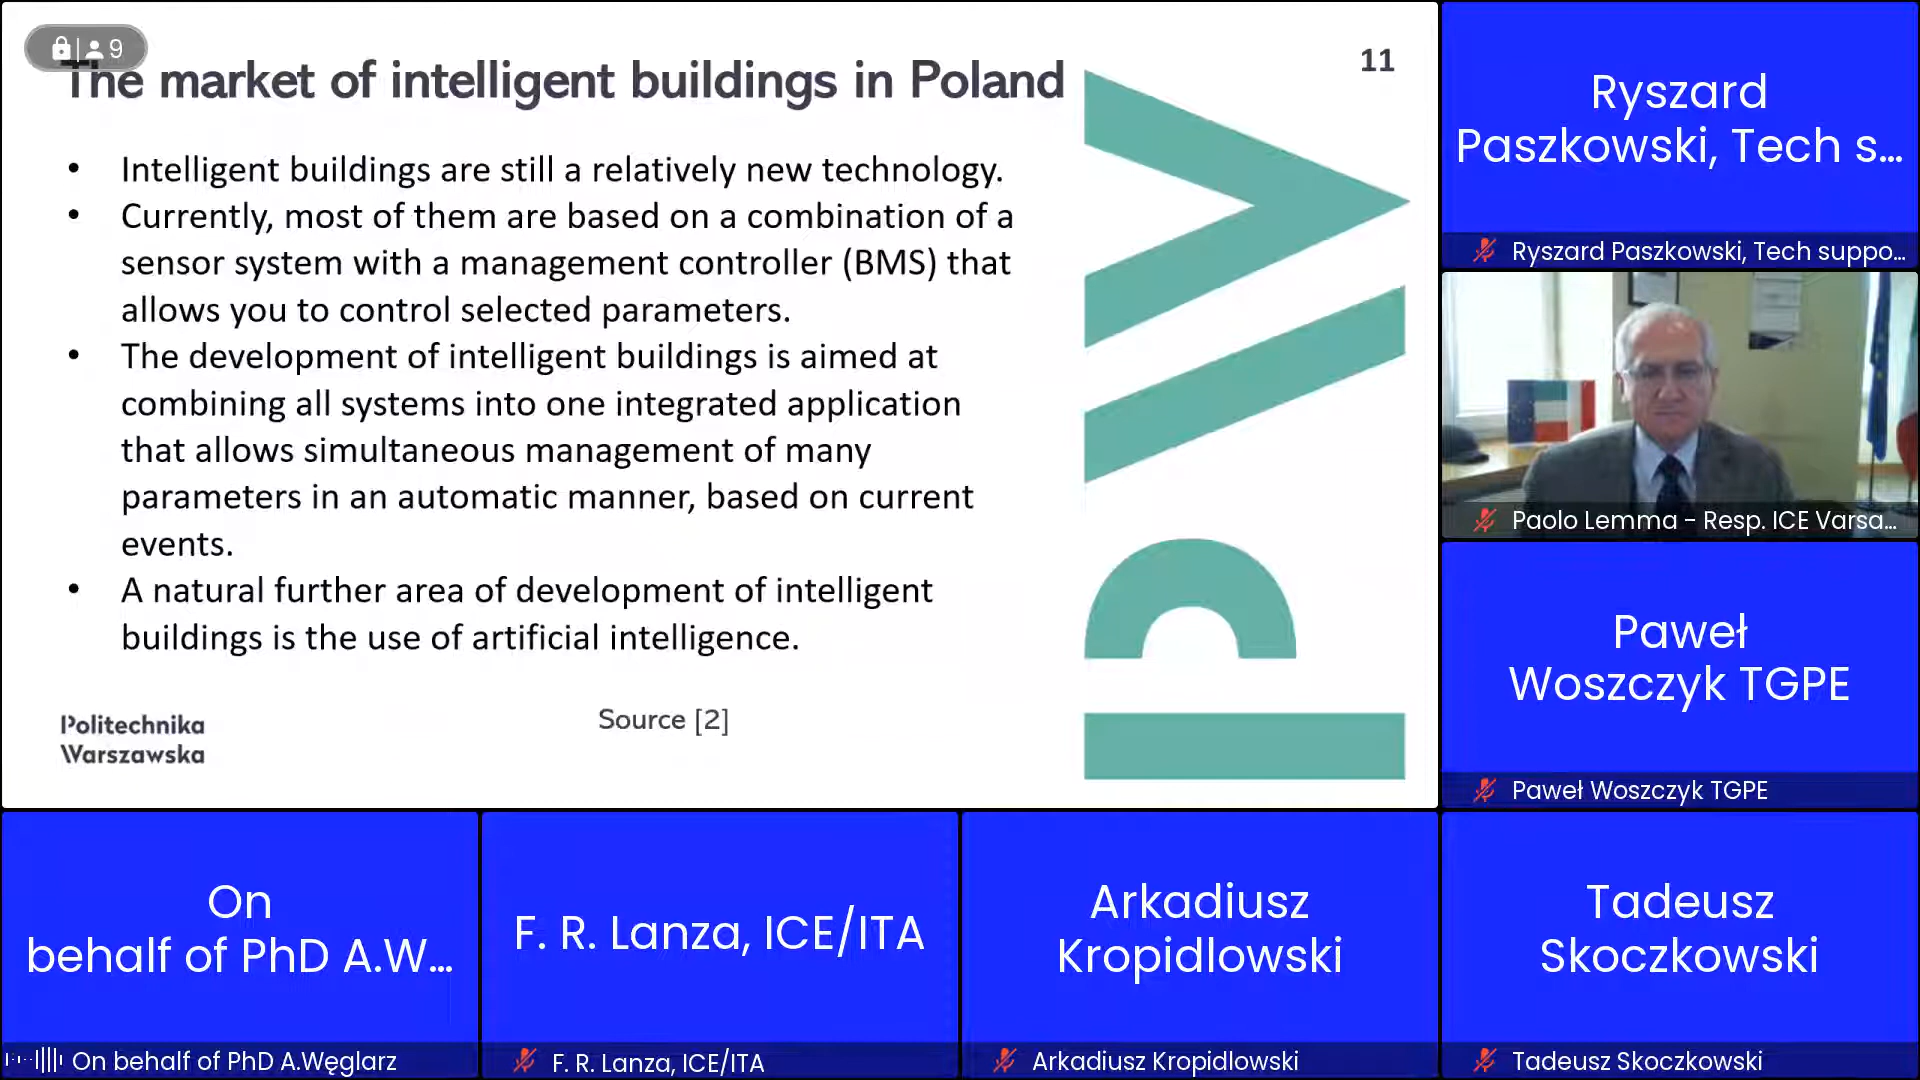 9
The market of intelligent buildings in Poland
11
• Intelligent buildings are still a relatively new technology.
• Currently, most of them are based on a combination of a
sensor system with a management controller (BMS) that
allows you to control selected parameters.
• The development of intelligent buildings is aimed at
combining all systems into one integrated application
that allows simultaneous management of many
parameters in an automatic manner, based on current
events.
• A natural further area of development of intelligent
buildings is the use of artificial intelligence.
Source [2]
Politechnika
Warszawska
Ryszard
Paszkowski, Tech s...
Ryszard Paszkowski, Tech suppo...
Paolo Lemma - Resp. ICE Varsa...
Paweł
Woszczyk TGPE
Paweł Woszczyk TGPE
On
behalf of PhD A.W...
On behalf of PhD A.Węglarz
F. R. Lanza, ICE/ITA
F. R. Lanza, ICE/ITA
Arkadiusz
Kropidlowski
Arkadiusz Kropidlowski
Tadeusz
Skoczkowski
Tadeusz Skoczkowski